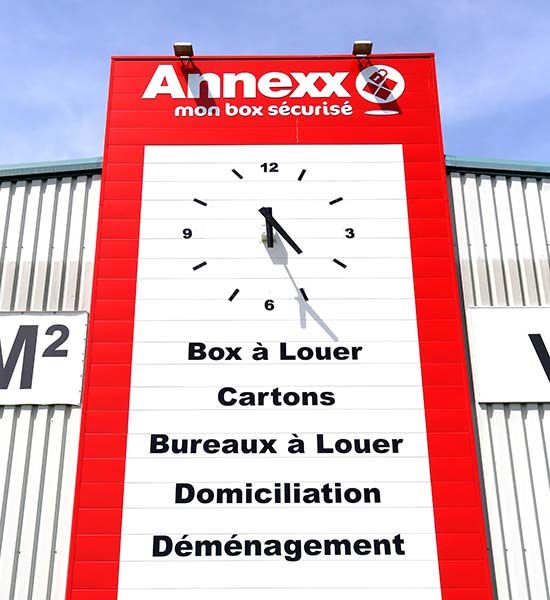 Annexx
mon box sécurisé
12
9 3
6
M²
Box à Louer
Cartons
Bureaux à Louer
Domiciliation
Déménagement